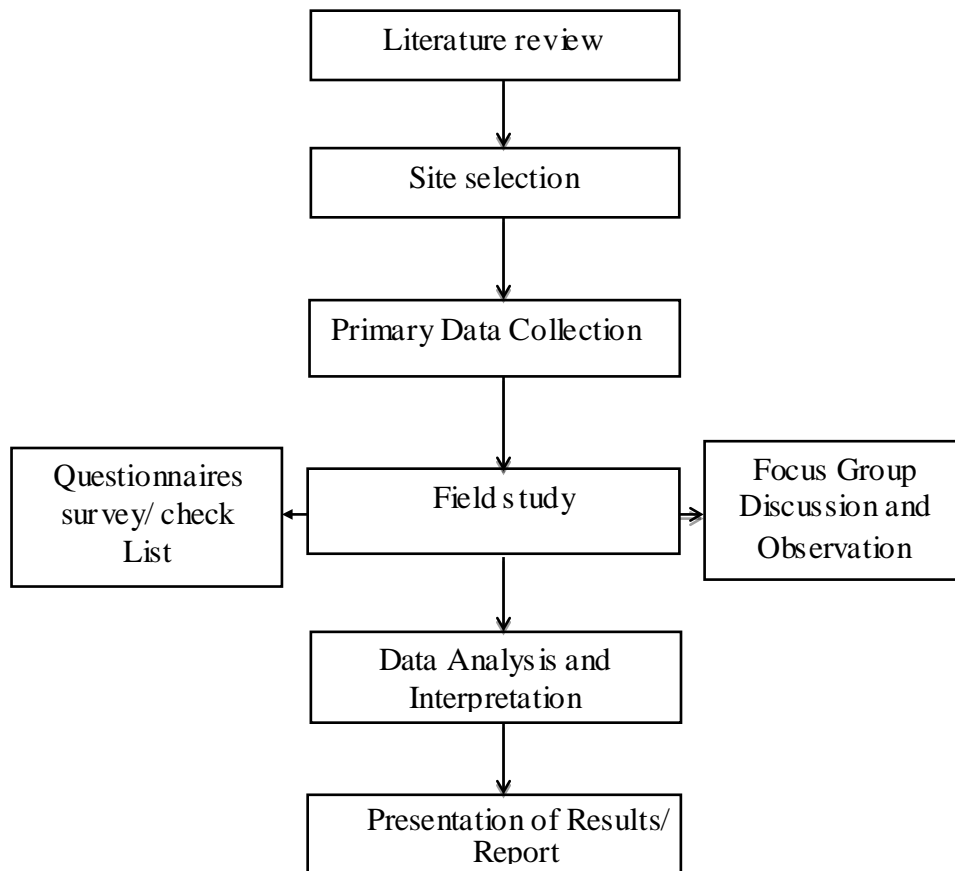 Literature review
Site selection
Primary Data Collection
Questionnaires
survey/ check
List
Field study
Focus Group
Discussion and
Observation
Data Analysis and
Interpretation
Presentation of Results/
Report